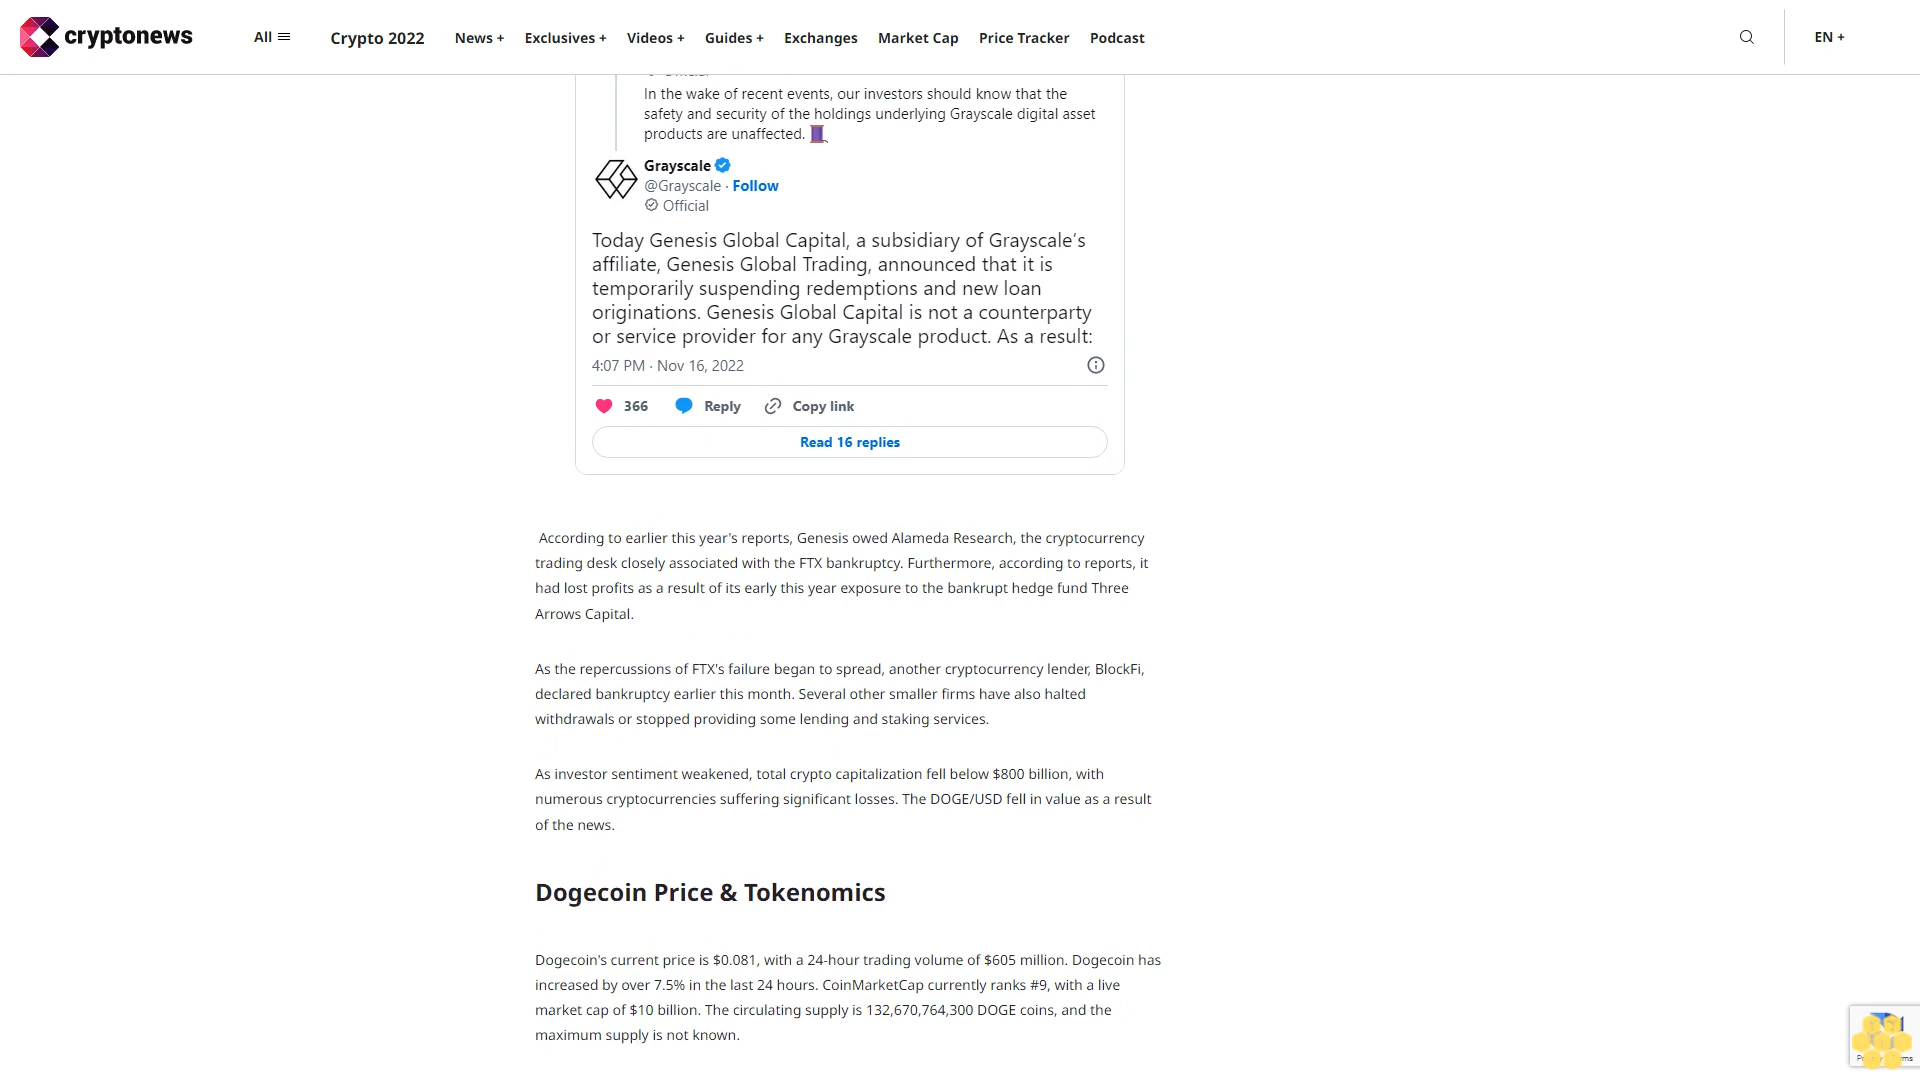 cryptonews
All
Crypto 2022
News +
Exclusives +
Videos +
Guides +
Exchanges
Market Cap
Price Tracker
Podcast
EN +
In the wake of recent events, our investors should know that the
safety and security of the holdings underlying Grayscale digital asset
products are unaffected.
Grayscale
@Grayscale · Follow
Official
Today Genesis Global Capital, a subsidiary of Grayscale’s
affiliate, Genesis Global Trading, announced that it is
temporarily suspending redemptions and new loan
originations. Genesis Global Capital is not a counterparty
or service provider for any Grayscale product. As a result:
4:07 PM · Nov 16, 2022
366
Reply
Copy link
Read 16 replies
According to earlier this year's reports, Genesis owed Alameda Research, the cryptocurrency
trading desk closely associated with the FTX bankruptcy. Furthermore, according to reports, it
had lost profits as a result of its early this year exposure to the bankrupt hedge fund Three
Arrows Capital.
As the repercussions of FTX's failure began to spread, another cryptocurrency lender, BlockFi,
declared bankruptcy earlier this month. Several other smaller firms have also halted
withdrawals or stopped providing some lending and staking services.
As investor sentiment weakened, total crypto capitalization fell below $800 billion, with
numerous cryptocurrencies suffering significant losses. The DOGE/USD fell in value as a result
of the news.
Dogecoin Price & Tokenomics
Dogecoin's current price is $0.081, with a 24-hour trading volume of $605 million. Dogecoin has
increased by over 7.5% in the last 24 hours. CoinMarketCap currently ranks #9, with a live
market cap of $10 billion. The circulating supply is 132,670,764,300 DOGE coins, and the
maximum supply is not known.